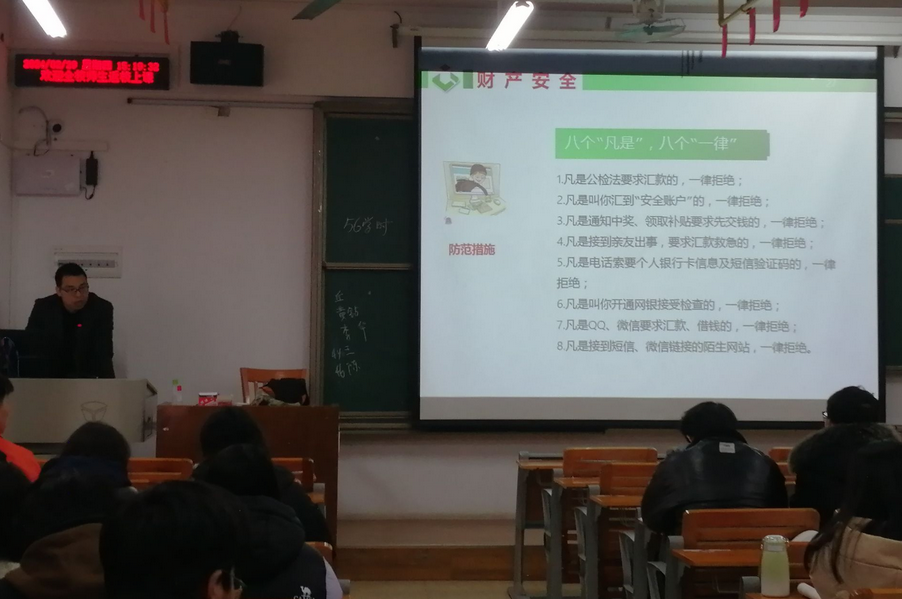 财产安全
八个“凡是”，八个“一律”
1.凡是公检法要求汇款的，一律拒绝；
2.凡是叫你汇到“安全账户”的，一律拒绝；
3.凡是通知中奖、领取补贴要求先交钱的，一律拒绝；
4.凡是接到亲友出事，要求汇款救急的，一律拒绝；
5.凡是电话索要个人银行卡信息及短信验证码的，一律
拒绝；
6.凡是叫你开通网银接受检查的，一律拒绝；
7.凡是QQ、微信要求汇款、借钱的，一律拒绝；
8.凡是接到短信、微信链接的陌生网站，一律拒绝。
防范措施